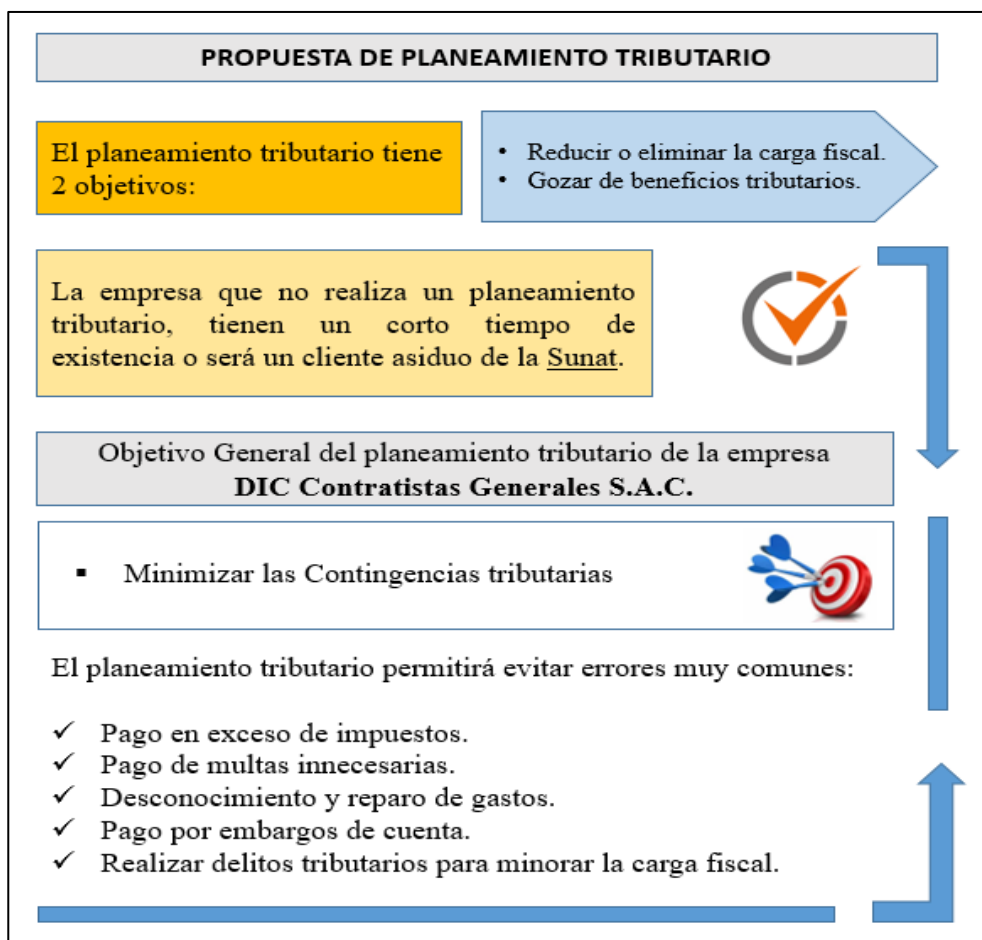 PROPUESTA DE PLANEAMIENTO TRIBUTARIO
El planeamiento tributario tiene
2 objetivos:
• Reducir o eliminar la carga fiscal.
• Gozar de beneficios tributarios.
La empresa que no realiza un planeamiento
tributario, tienen un corto tiempo de
existencia o será un cliente asiduo de la Sunat.
Objetivo General del planeamiento tributario de la empresa
DIC Contratistas Generales S.A.C.
▪ Minimizar las Contingencias tributarias
El planeamiento tributario permitirá evitar errores muy comunes:
✓ Pago en exceso de impuestos.
✓ Pago de multas innecesarias.
✓ Desconocimiento y reparo de gastos.
✓ Pago por embargos de cuenta.
✓ Realizar delitos tributarios para minorar la carga fiscal.